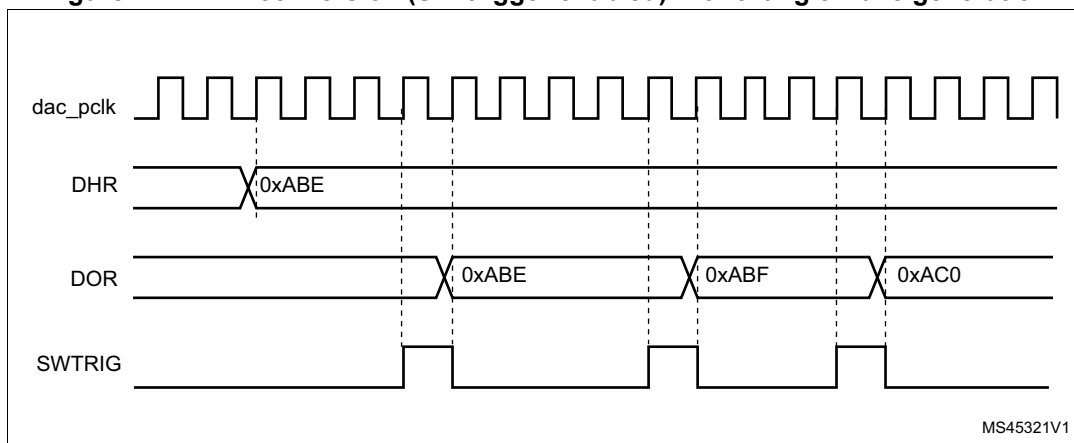 dac_pclk
DHR
0xABE
DOR
0xABE
0xABF
0xAC0
SWTRIG
MS45321V1